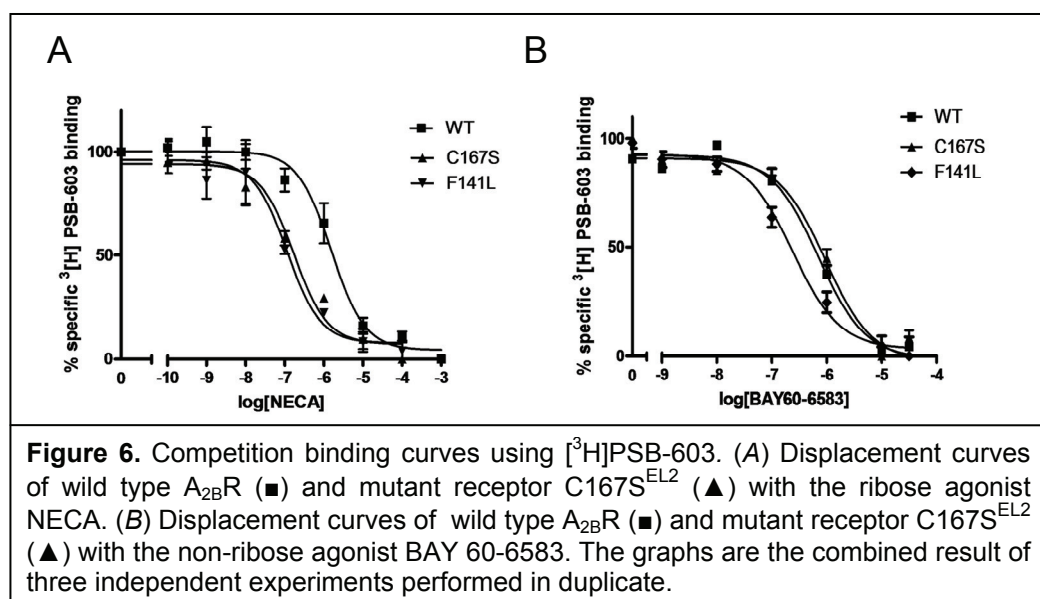 A
B
% specific ³[H] PSB-603 binding
100
50
0
0 -10 -9 -8 -7 -6 -5 -4 -3
log[NECA]
WT
C167S
F141L
% specific ³[H] PSB-603 binding
100
50
0
0 -9 -8 -7 -6 -5 -4
log[BAY60-6583]
WT
C167S
F141L
Figure 6. Competition binding curves using [³H]PSB-603. (A) Displacement curves
of wild type A₂BR (■) and mutant receptor C167S^EL2 (▲) with the ribose agonist
NECA. (B) Displacement curves of wild type A₂BR (■) and mutant receptor C167S^EL2
(▲) with the non-ribose agonist BAY 60-6583. The graphs are the combined result of
three independent experiments performed in duplicate.